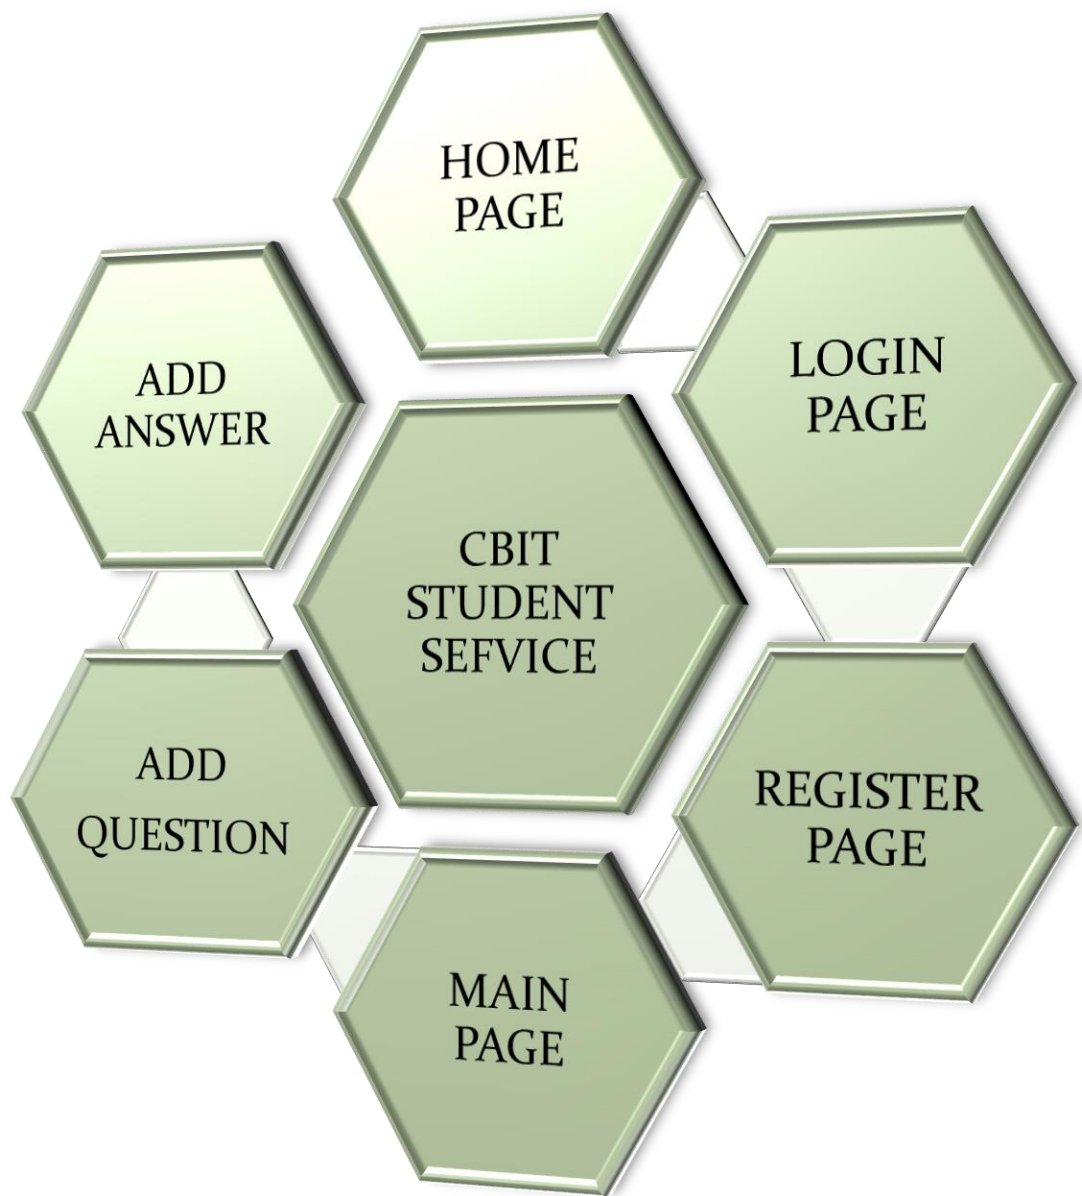 HOME
PAGE
LOGIN
PAGE
ADD
ANSWER
CBIT
STUDENT
SEFVICE
REGISTER
PAGE
ADD
QUESTION
MAIN
PAGE